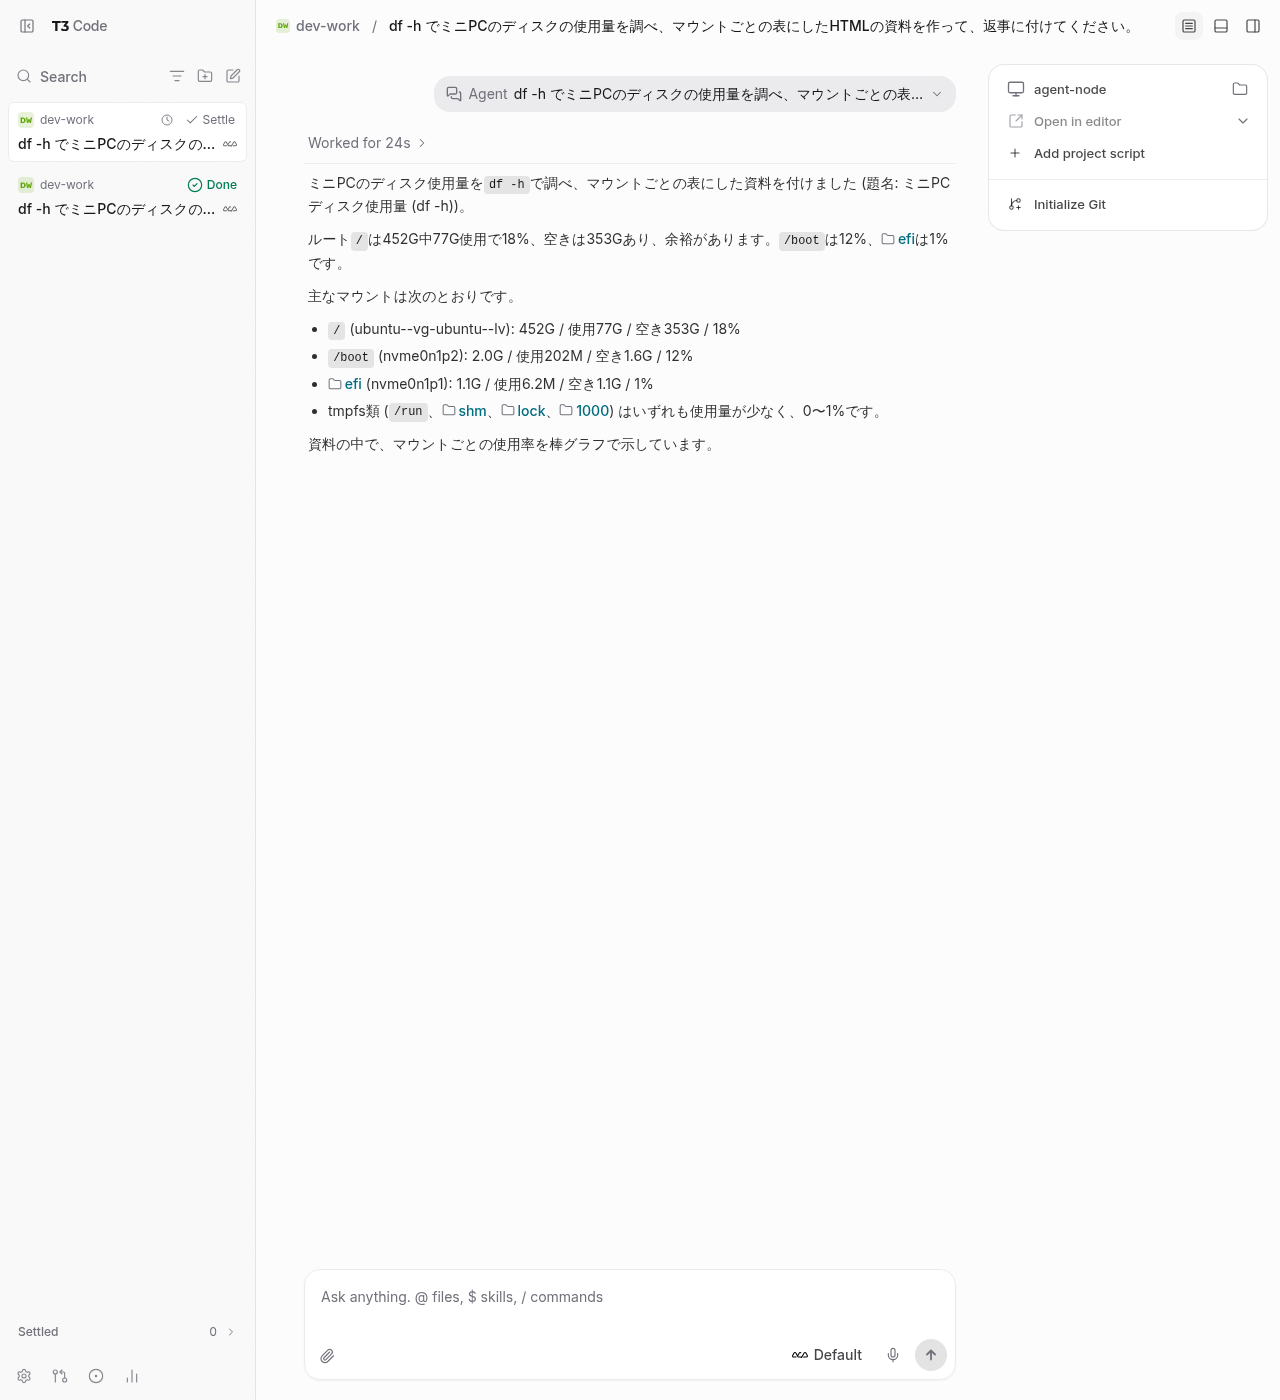 T3 Code
Search
DW dev-work Settle
df -h でミニPCのディスクの...
DW dev-work Done
df -h でミニPCのディスクの...
Settled 0
DW dev-work / df -h でミニPCのディスクの使用量を調べ、マウントごとの表にしたHTMLの資料を作って、返事に付けてください。
Agent df -h でミニPCのディスクの使用量を調べ、マウントごとの表...
Worked for 24s
ミニPCのディスク使用量を df -h で調べ、マウントごとの表にした資料を付けました (題名: ミニPC
ディスク使用量 (df -h))。
ルート / は452G中77G使用で18%、空きは353Gあり、余裕があります。 /boot は12%、 efiは1%
です。
主なマウントは次のとおりです。
• / (ubuntu--vg-ubuntu--lv): 452G / 使用77G / 空き353G / 18%
• /boot (nvme0n1p2): 2.0G / 使用202M / 空き1.6G / 12%
• efi (nvme0n1p1): 1.1G / 使用6.2M / 空き1.1G / 1%
• tmpfs類 ( /run 、 shm、 lock、 1000) はいずれも使用量が少なく、0〜1%です。
資料の中で、マウントごとの使用率を棒グラフで示しています。
Ask anything. @ files, $ skills, / commands
Default
agent-node
Open in editor
Add project script
Initialize Git